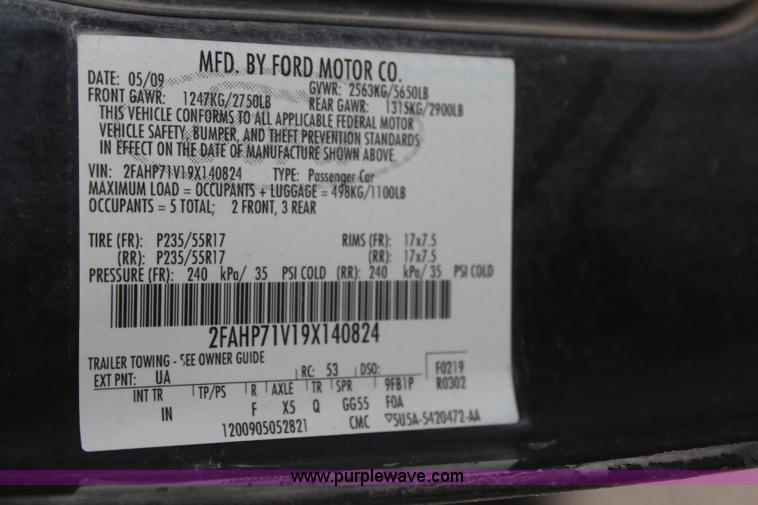 MFD. BY FORD MOTOR CO.
DATE: 05/09 GVWR: 2563KG/5650LB
FRONT GAWR: 1247KG/2750LB REAR GAWR: 1315KG/2900LB
THIS VEHICLE CONFORMS TO ALL APPLICABLE FEDERAL MOTOR
VEHICLE SAFETY, BUMPER, AND THEFT PREVENTION STANDARDS
IN EFFECT ON THE DATE OF MANUFACTURE SHOWN ABOVE.
VIN: 2FAHP71V19X140824 TYPE: Passenger Car
MAXIMUM LOAD = OCCUPANTS + LUGGAGE = 498KG/1100LB
OCCUPANTS = 5 TOTAL; 2 FRONT, 3 REAR
TIRE (FR): P235/55R17 RIMS (FR): 17x7.5
(RR): P235/55R17 (RR): 17x7.5
PRESSURE (FR): 240 kPa/ 35 PSI COLD (RR): 240 kPa/ 35 PSI COLD
2FAHP71V19X140824
TRAILER TOWING - SEE OWNER GUIDE
EXT PNT: UA RC: 53 DSO: F0219
INT TR TP/PS R AXLE TR SPR 9FB1P R0302
IN F X5 Q GG55 F0A
1200905052821 CMC ▽5U5A-5420472-AA
www.purplewave.com